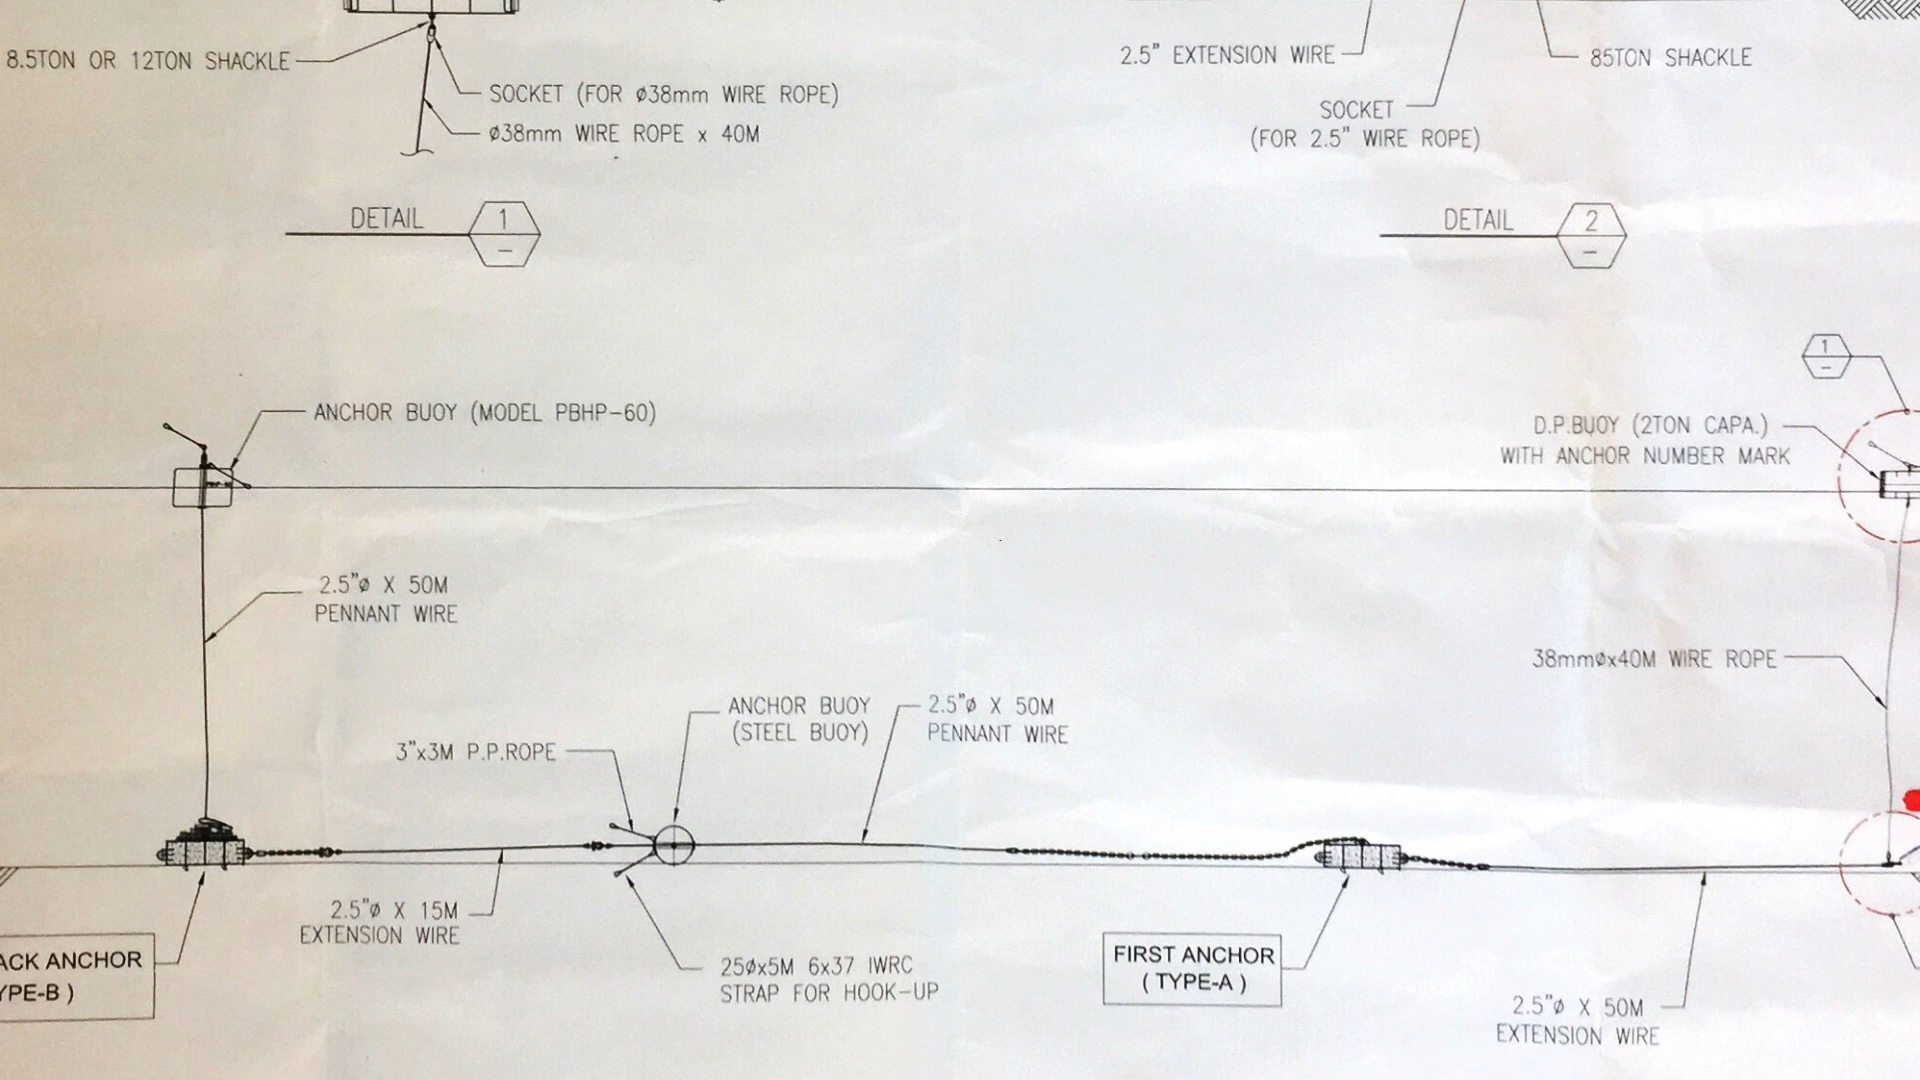 8.5TON OR 12TON SHACKLE
SOCKET (FOR ø38mm WIRE ROPE)
ø38mm WIRE ROPE x 40M
DETAIL 1
–
2.5" EXTENSION WIRE
85TON SHACKLE
SOCKET
(FOR 2.5" WIRE ROPE)
DETAIL 2
–
1
–
ANCHOR BUOY (MODEL PBHP-60)
D.P.BUOY (2TON CAPA.)
WITH ANCHOR NUMBER MARK
2.5"ø X 50M
PENNANT WIRE
38mmøx40M WIRE ROPE
3"x3M P.P.ROPE
ANCHOR BUOY
(STEEL BUOY)
2.5"ø X 50M
PENNANT WIRE
2.5"ø X 15M
EXTENSION WIRE
ACK ANCHOR
YPE-B )
25øx5M 6x37 IWRC
STRAP FOR HOOK-UP
FIRST ANCHOR
( TYPE-A )
2.5"ø X 50M
EXTENSION WIRE